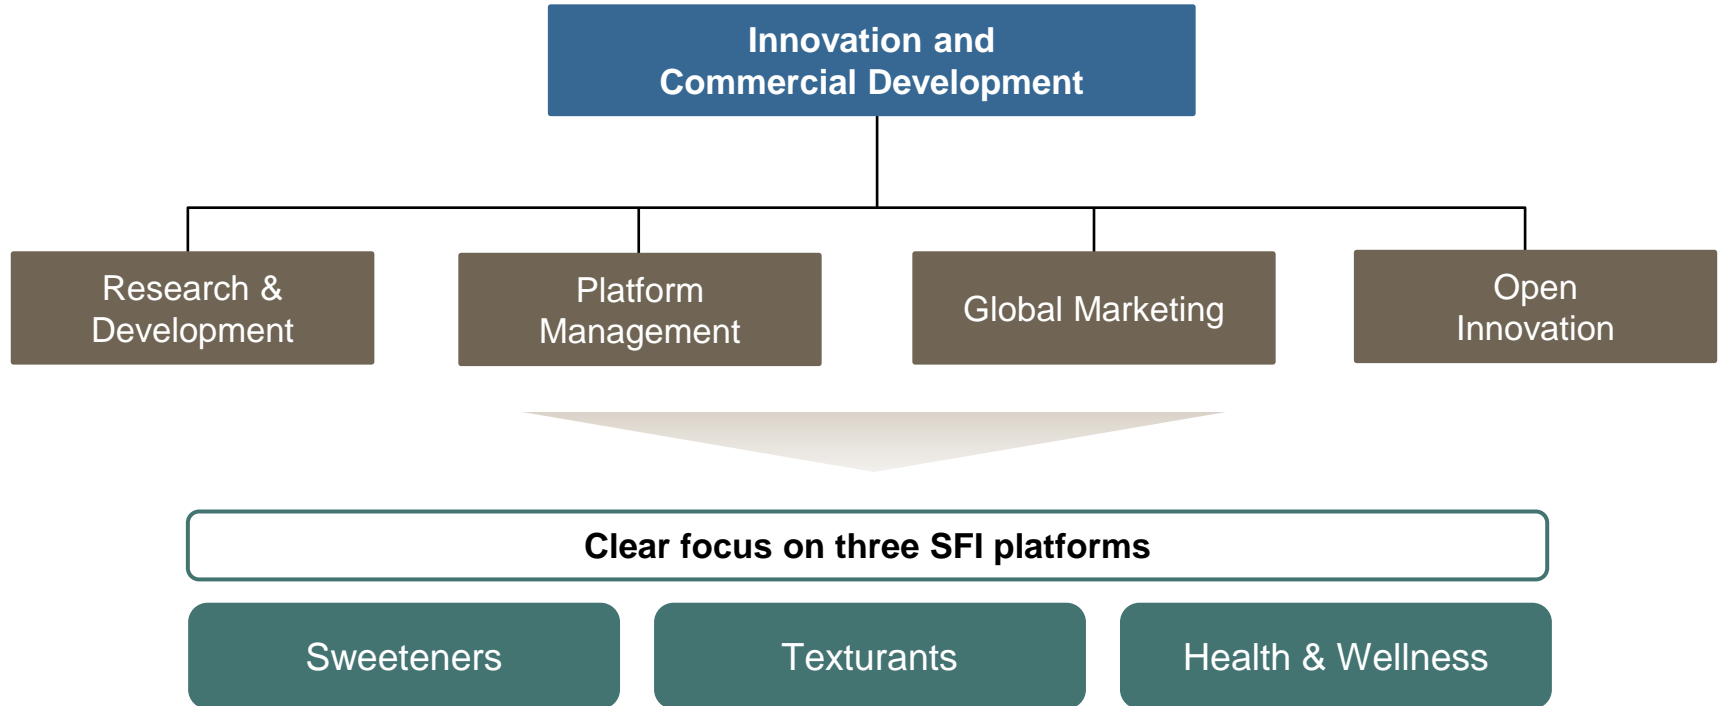 Innovation and
Commercial Development
Research &
Development
Platform
Management
Global Marketing
Open
Innovation
Clear focus on three SFI platforms
Sweeteners
Texturants
Health & Wellness